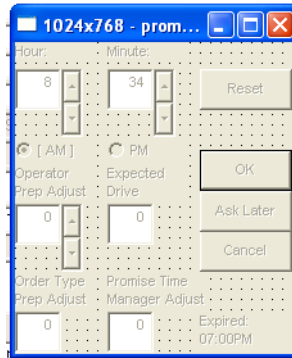 1024x768 - prom...
Hour: Minute:
8 34 Reset
[ AM ] PM
OK
Operator Prep Adjust
Expected Drive
0 0 Ask Later
Cancel
Order Type Prep Adjust
Promise Time Manager Adjust
0 0 Expired: 07:00PM